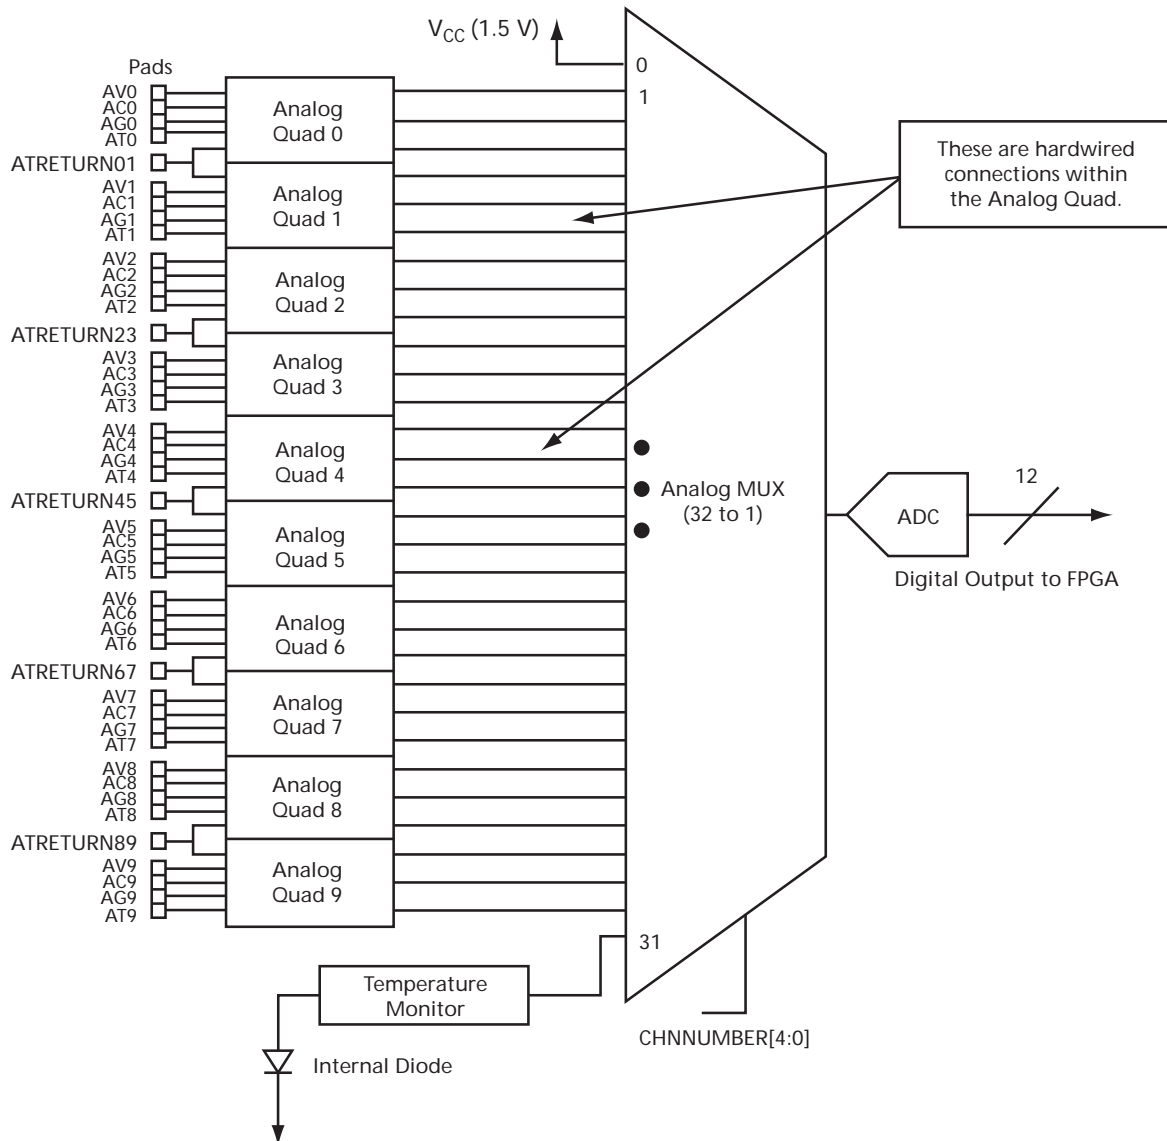 V_CC (1.5 V)
0
1
Pads
AV0
AC0
AG0
AT0
ATRETURN01
AV1
AC1
AG1
AT1
AV2
AC2
AG2
AT2
ATRETURN23
AV3
AC3
AG3
AT3
AV4
AC4
AG4
AT4
ATRETURN45
AV5
AC5
AG5
AT5
AV6
AC6
AG6
AT6
ATRETURN67
AV7
AC7
AG7
AT7
AV8
AC8
AG8
AT8
ATRETURN89
AV9
AC9
AG9
AT9
Analog
Quad 0
Analog
Quad 1
Analog
Quad 2
Analog
Quad 3
Analog
Quad 4
Analog
Quad 5
Analog
Quad 6
Analog
Quad 7
Analog
Quad 8
Analog
Quad 9
These are hardwired
connections within
the Analog Quad.
Analog MUX
(32 to 1)
ADC
12
Digital Output to FPGA
31
Temperature
Monitor
CHNNUMBER[4:0]
Internal Diode